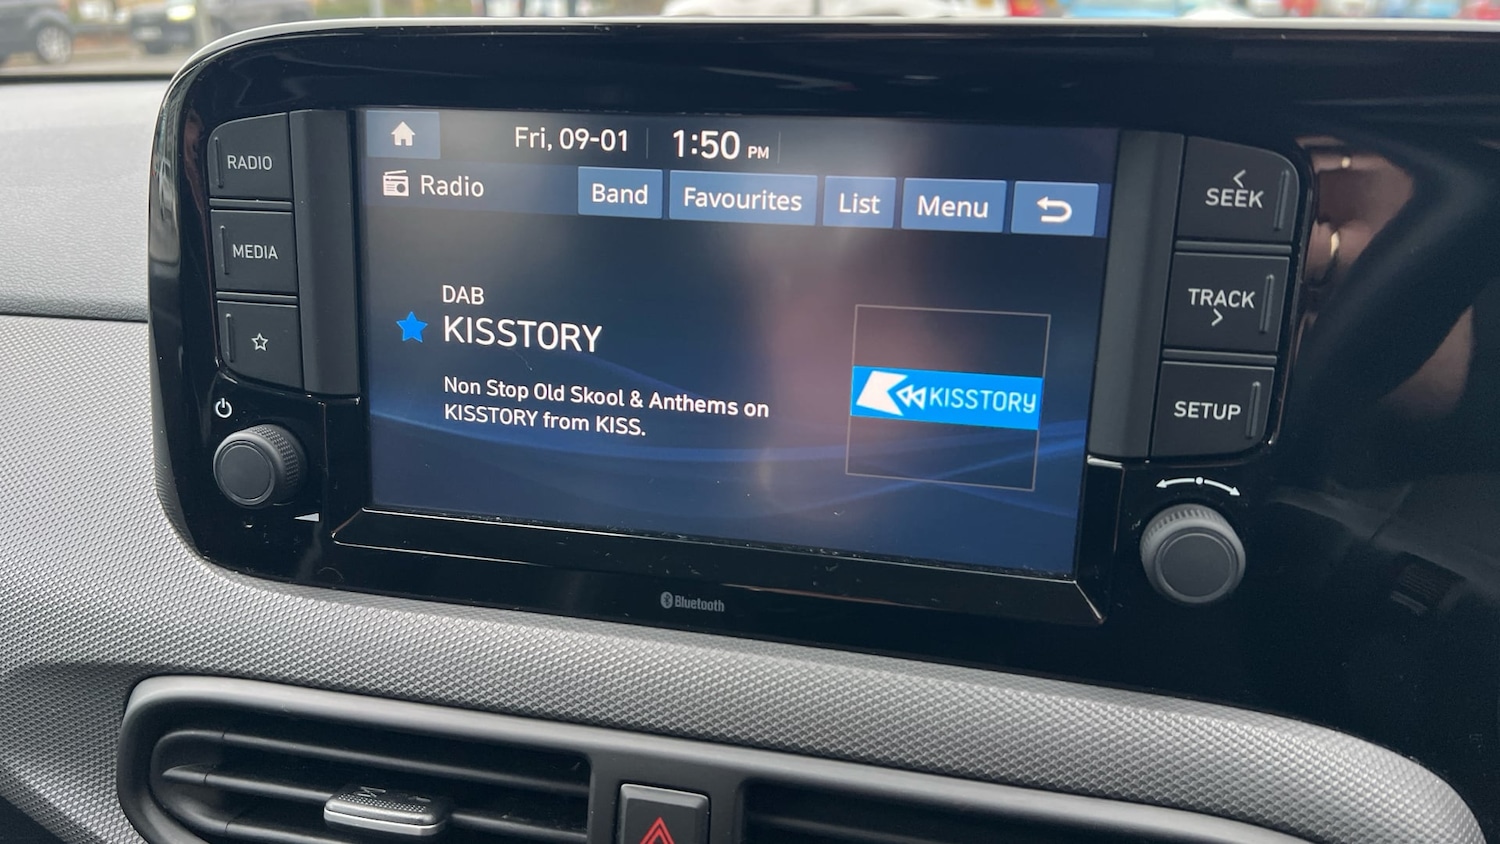 RADIO
MEDIA
Fri, 09-01 1:50 PM
Radio
Band Favourites List Menu
DAB
KISSTORY
Non Stop Old Skool & Anthems on
KISSTORY from KISS.
KISSTORY
SEEK
TRACK
SETUP
Bluetooth